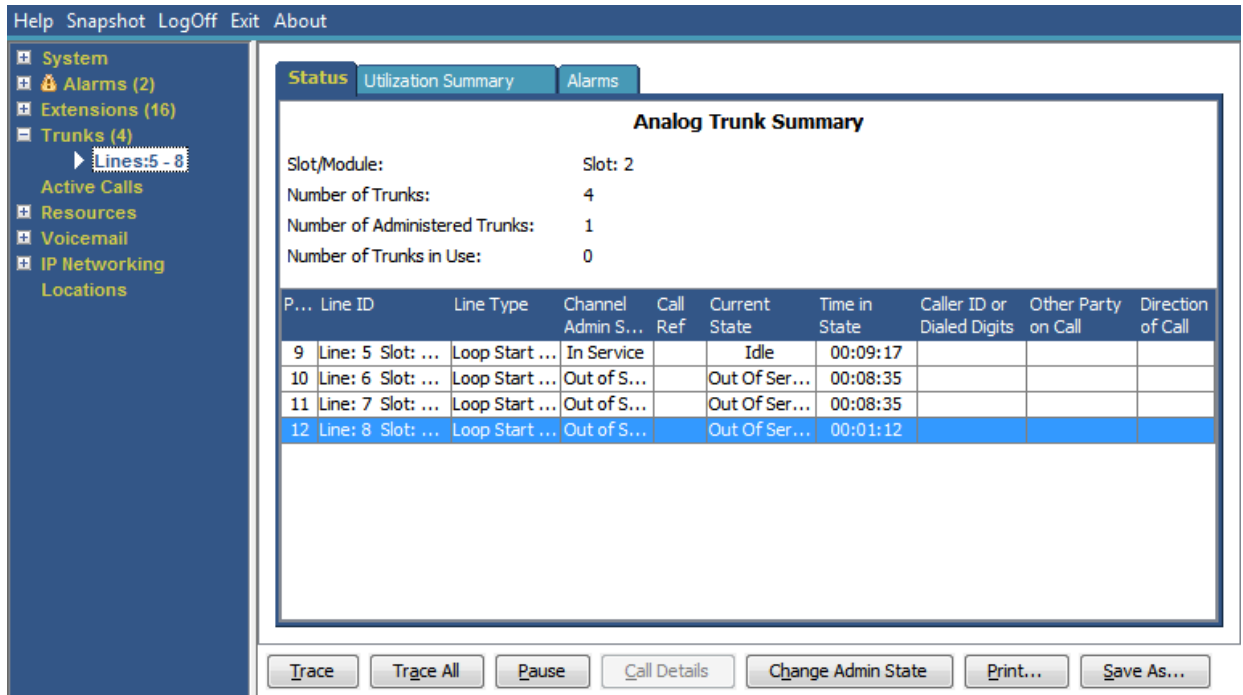 Help Snapshot LogOff Exit About
System
Alarms (2)
Extensions (16)
Trunks (4)
Lines:5 - 8
Active Calls
Resources
Voicemail
IP Networking
Locations
Status Utilization Summary Alarms
Analog Trunk Summary
Slot/Module: Slot: 2
Number of Trunks: 4
Number of Administered Trunks: 1
Number of Trunks in Use: 0
P... Line ID Line Type Channel Call Current Time in Caller ID or Other Party Direction
Admin S... Ref State State Dialed Digits on Call of Call
9 Line: 5 Slot: ... Loop Start ... In Service Idle 00:09:17
10 Line: 6 Slot: ... Loop Start ... Out of S... Out Of Ser... 00:08:35
11 Line: 7 Slot: ... Loop Start ... Out of S... Out Of Ser... 00:08:35
12 Line: 8 Slot: ... Loop Start ... Out of S... Out Of Ser... 00:01:12
Trace Trace All Pause Call Details Change Admin State Print... Save As...